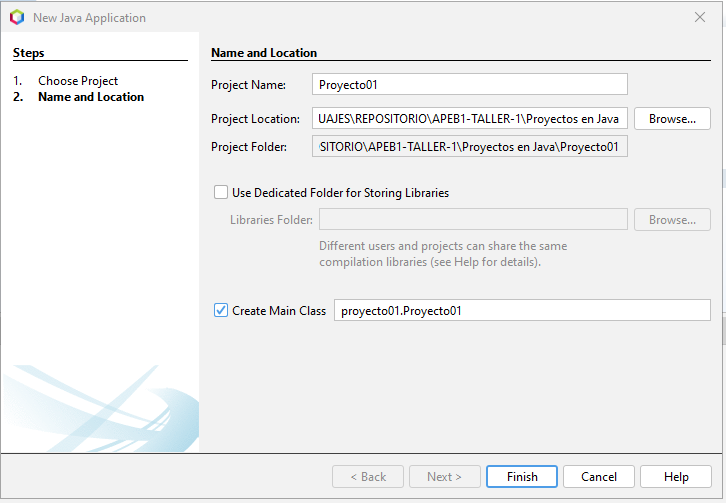 New Java Application
Steps
1. Choose Project
2. Name and Location
Name and Location
Project Name: Proyecto01
Project Location: UAJES\REPOSITORIO\APEB1-TALLER-1\Proyectos en Java Browse...
Project Folder: SITORIO\APEB1-TALLER-1\Proyectos en Java\Proyecto01
Use Dedicated Folder for Storing Libraries
Libraries Folder: Browse...
Different users and projects can share the same
compilation libraries (see Help for details).
Create Main Class proyecto01.Proyecto01
< Back Next > Finish Cancel Help